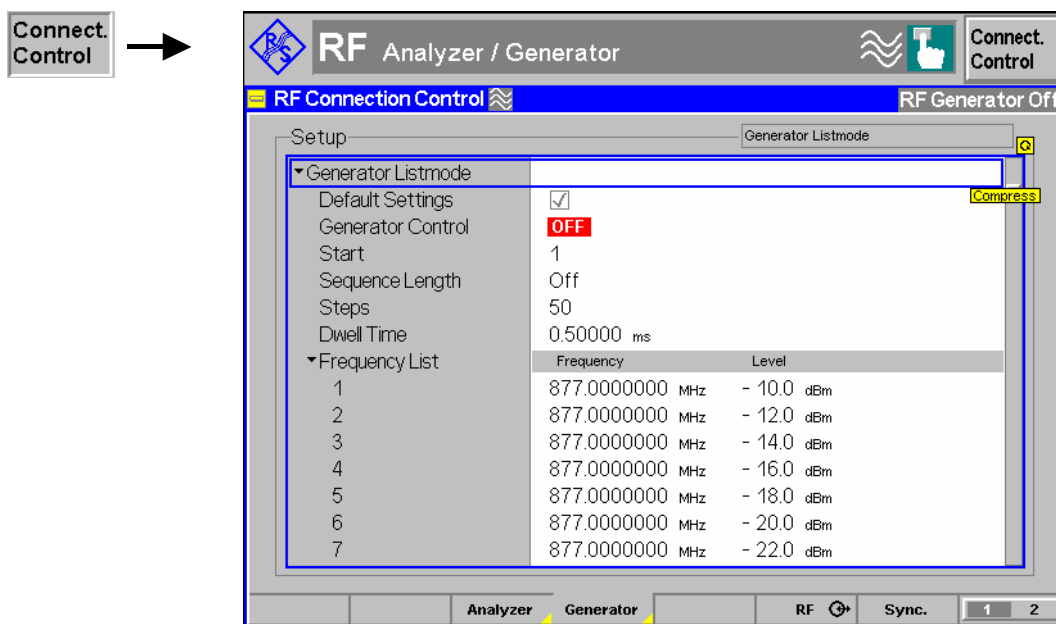 Connect.
Control
R/S
RF Analyzer / Generator
Connect.
Control
RF Connection Control
RF Generator Off
Setup
Generator Listmode
Generator Listmode
Compress
Default Settings
Generator Control OFF
Start 1
Sequence Length Off
Steps 50
Dwell Time 0.50000 ms
Frequency List Frequency Level
1 877.0000000 MHz - 10.0 dBm
2 877.0000000 MHz - 12.0 dBm
3 877.0000000 MHz - 14.0 dBm
4 877.0000000 MHz - 16.0 dBm
5 877.0000000 MHz - 18.0 dBm
6 877.0000000 MHz - 20.0 dBm
7 877.0000000 MHz - 22.0 dBm
Analyzer Generator RF Sync. 1 2